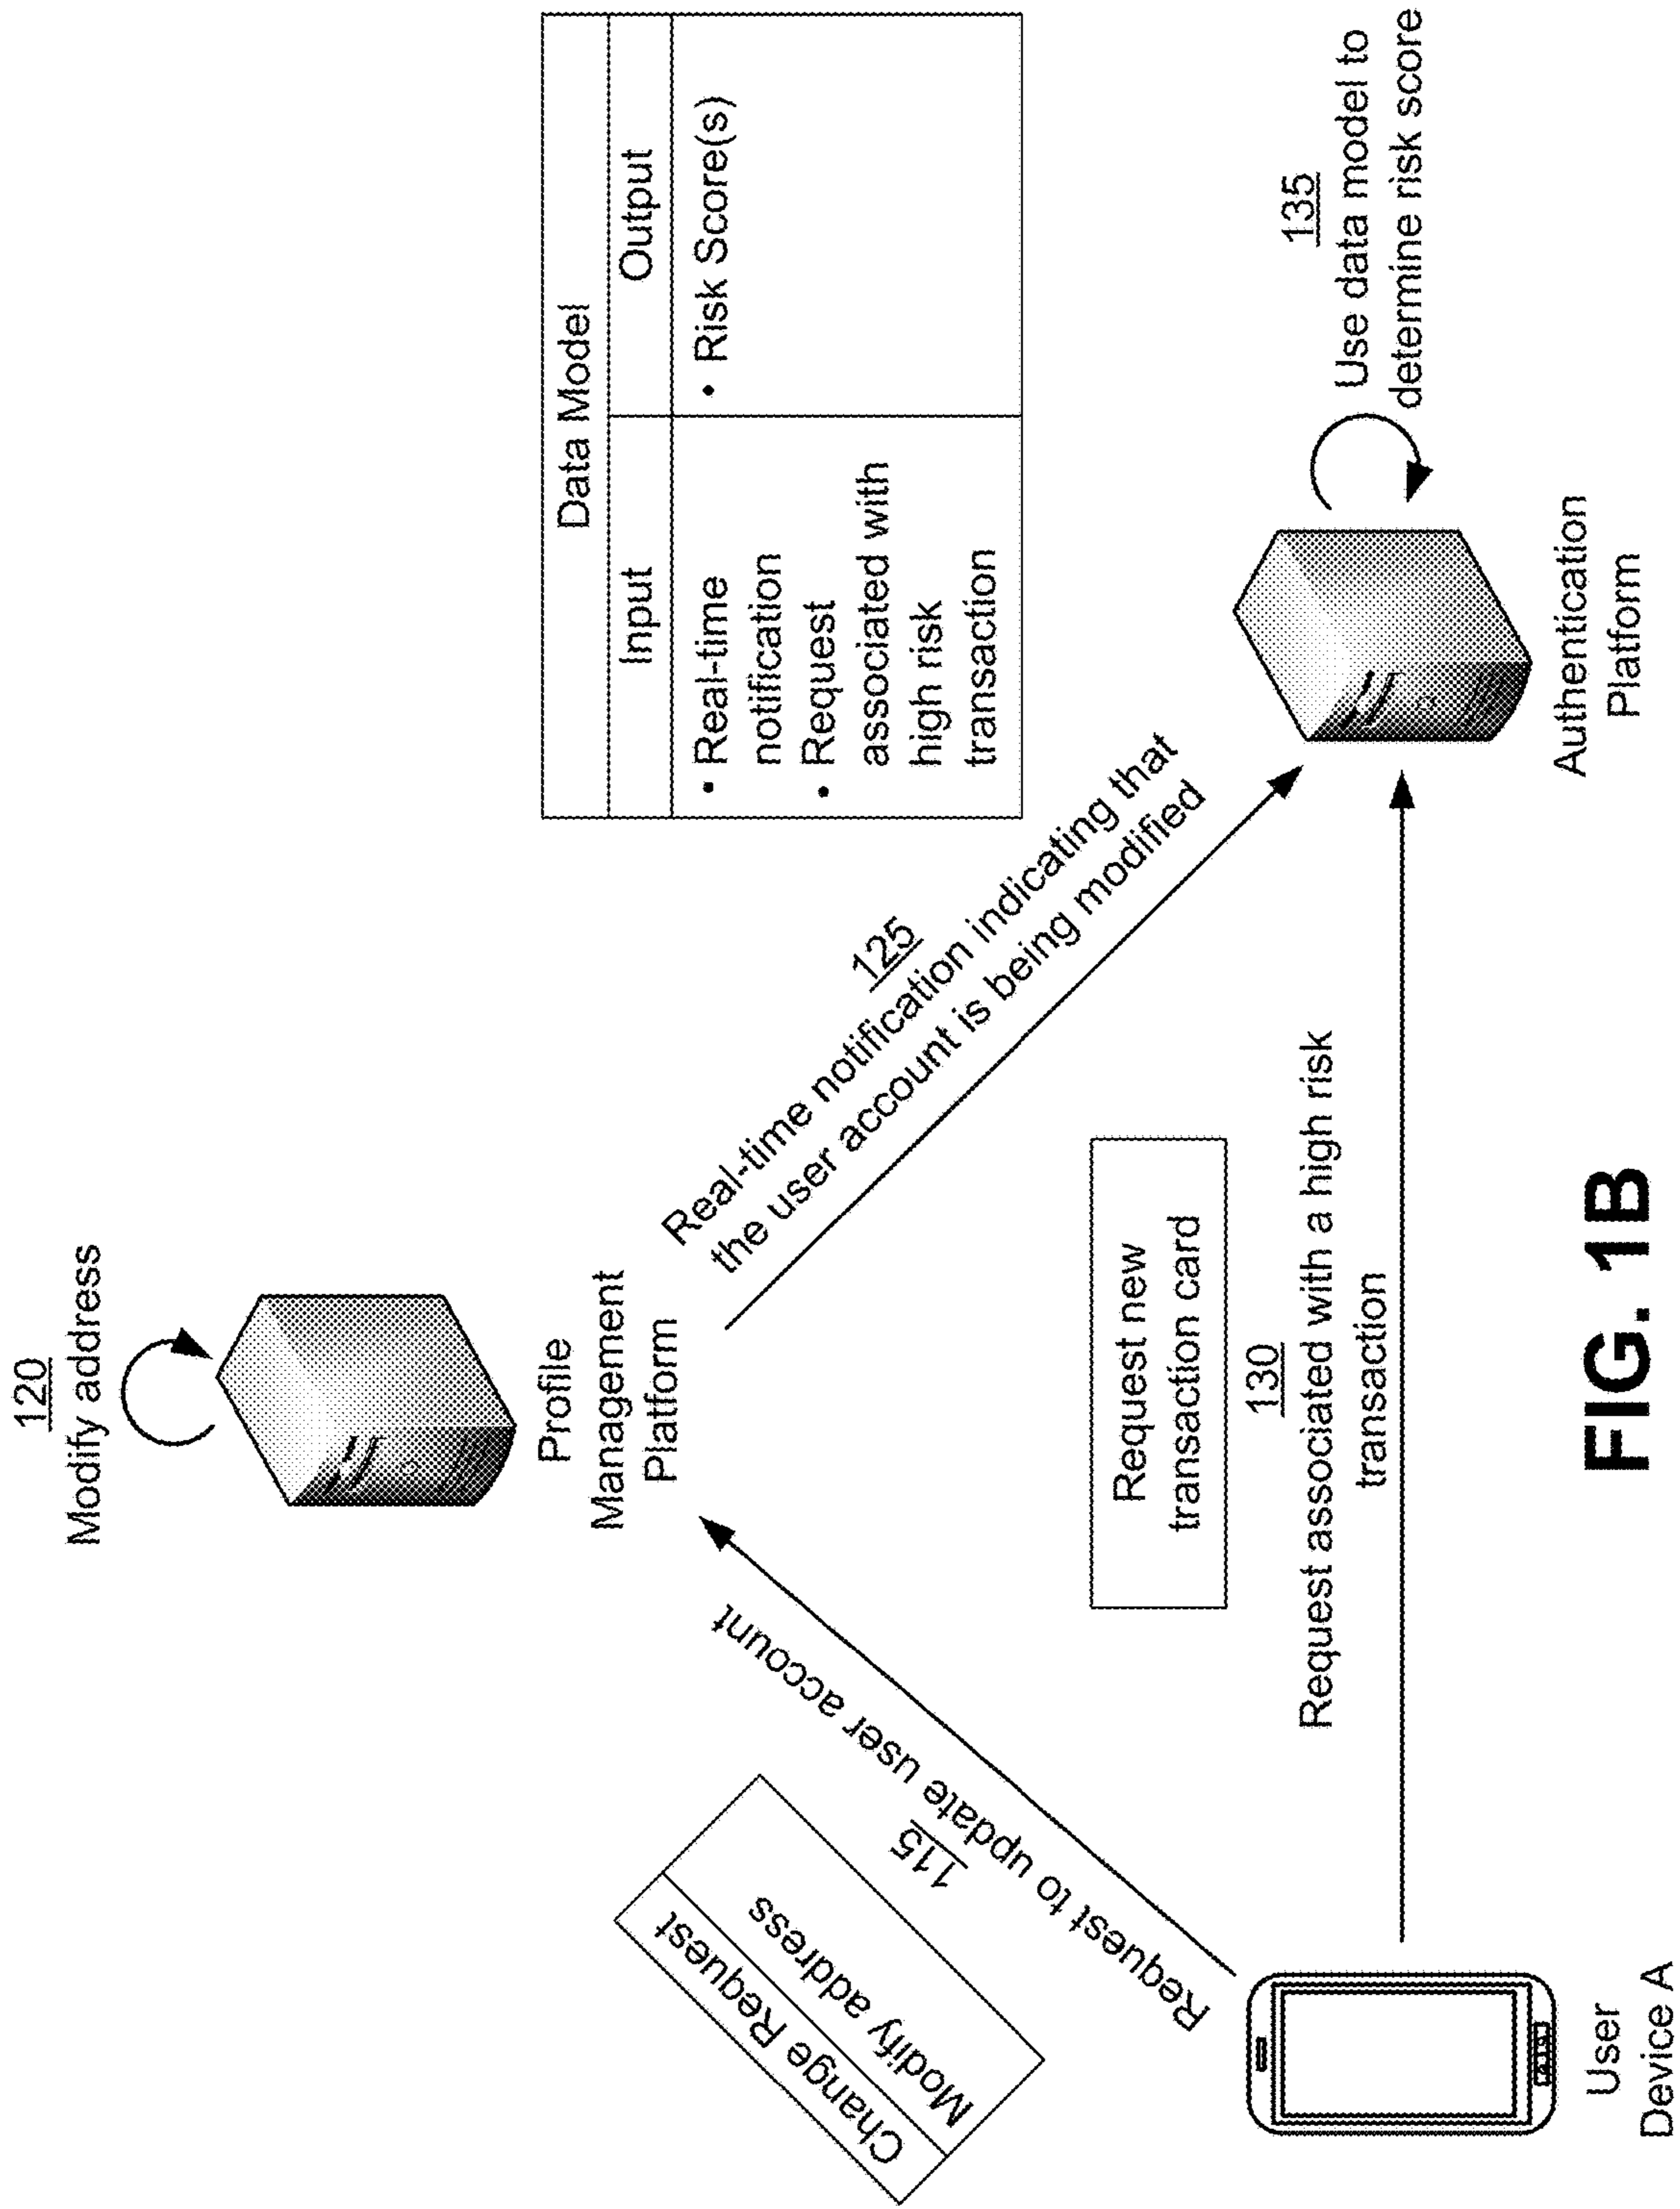 120
Modify address
Profile
Management
Platform
Change Request
Modify address
115
Request to update user account
125
Real-time notification indicating that
the user account is being modified
Data Model
Input
Output
• Real-time
notification
• Request
associated with
high risk
transaction
• Risk Score(s)
Request new
transaction card
130
Request associated with a high risk
transaction
135
Use data model to
determine risk score
User
Device A
Authentication
Platform
FIG. 1B